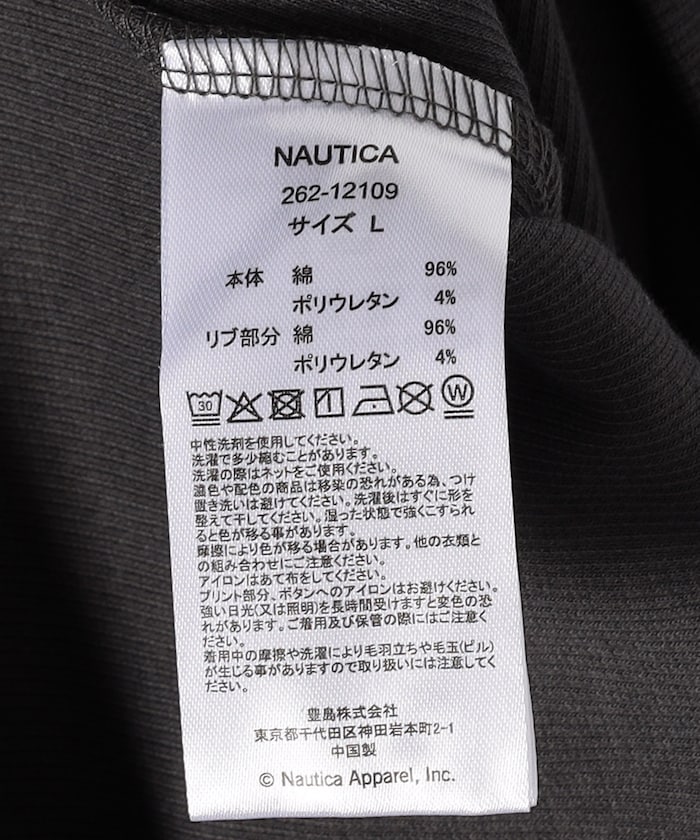 NAUTICA
262-12109
サイズ L
本体 綿 96%
ポリウレタン 4%
リブ部分 綿 96%
ポリウレタン 4%
30 W
中性洗剤を使用してください。
洗濯で多少縮むことがあります。
洗濯の際はネットをご使用ください。
濃色や配色の商品は移染の恐れがある為、つけ
置き洗いは避けてください。洗濯後はすぐに形を
整えて干してください。湿った状態で強くこすられ
ると色が移る事があります。
摩擦により色が移る場合があります。他の衣類と
の組み合わせにご注意ください。
アイロンはあて布をしてください。
プリント部分、ボタンへのアイロンはお避けください。
強い日光(又は照明)を長時間受けますと変色の恐
れがあります。ご着用及び保管の際にはご注意く
ださい。
着用中の摩擦や洗濯により毛羽立ちや毛玉(ピル)
が生じる事がありますので取り扱いには注意してく
ださい。
豊島株式会社
東京都千代田区神田岩本町2-1
中国製
© Nautica Apparel, Inc.